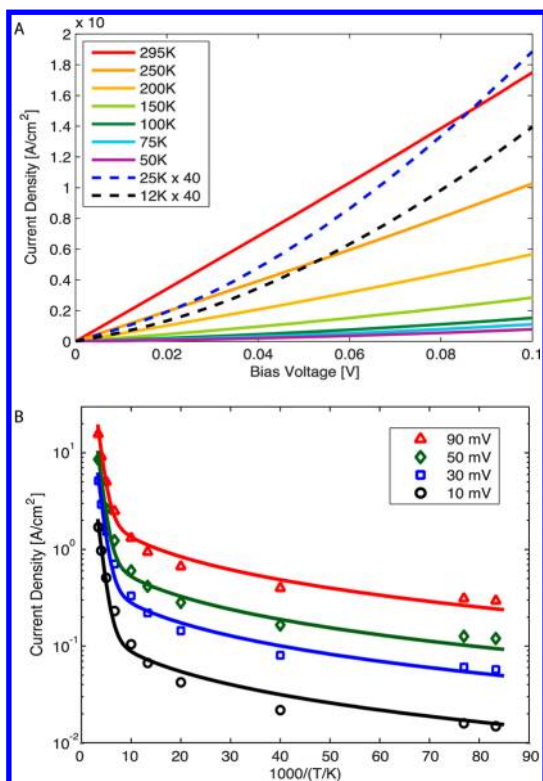 A
x 10
2
1.8
1.6
1.4
1.2
1
0.8
0.6
0.4
0.2
0
Current Density [A/cm²]
295K
250K
200K
150K
100K
75K
50K
25K x 40
12K x 40
0 0.02 0.04 0.06 0.08 0.1
Bias Voltage [V]
B
10¹
10⁰
10⁻¹
10⁻²
Current Density [A/cm²]
90 mV
50 mV
30 mV
10 mV
0 10 20 30 40 50 60 70 80 90
1000/(T/K)